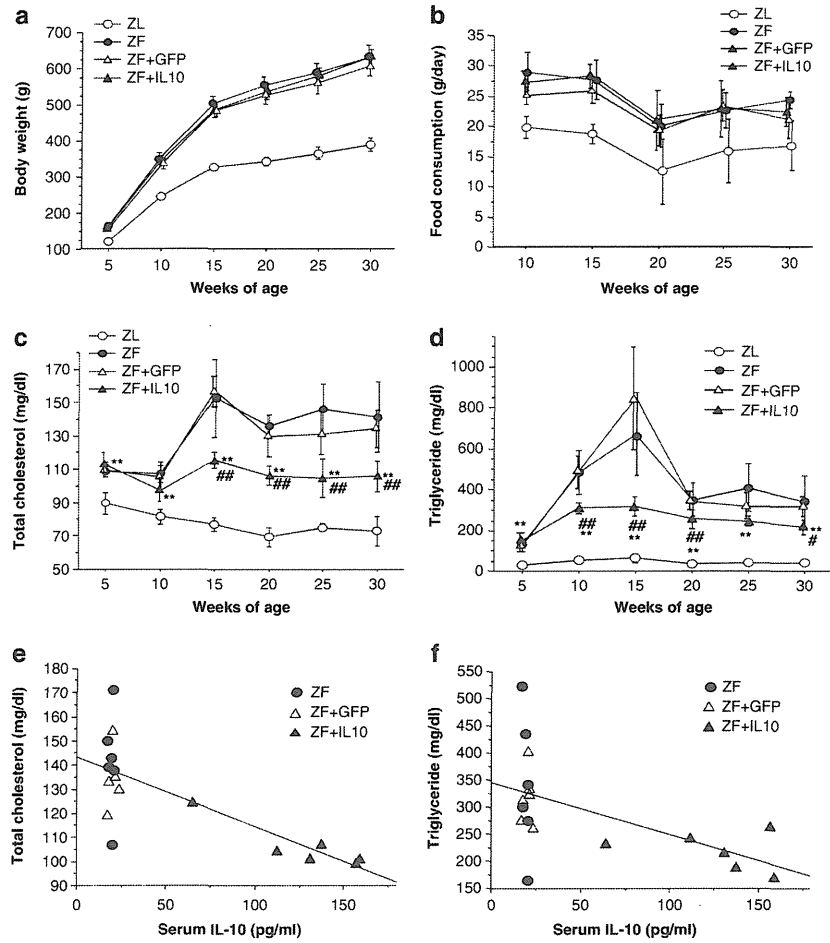 a
ZL
ZF
ZF+GFP
ZF+IL10
700
600
500
400
300
200
100
Body weight (g)
5 10 15 20 25 30
Weeks of age
b
ZL
ZF
ZF+GFP
ZF+IL10
35
30
25
20
15
10
5
0
Food consumption (g/day)
10 15 20 25 30
Weeks of age
c
ZL
ZF
ZF+GFP
ZF+IL10
170
150
130
110
90
70
50
Total cholesterol (mg/dl)
** ** ** ** ** **
## ## ## ##
5 10 15 20 25 30
Weeks of age
d
ZL
ZF
ZF+GFP
ZF+IL10
1000
800
600
400
200
0
Triglyceride (mg/dl)
** ## ## ## ** **
** ** ** #
5 10 15 20 25 30
Weeks of age
e
ZF
ZF+GFP
ZF+IL10
180
170
160
150
140
130
120
110
100
90
Total cholesterol (mg/dl)
0 50 100 150
Serum IL-10 (pg/ml)
f
ZF
ZF+GFP
ZF+IL10
550
500
450
400
350
300
250
200
150
Triglyceride (mg/dl)
0 50 100 150
Serum IL-10 (pg/ml)